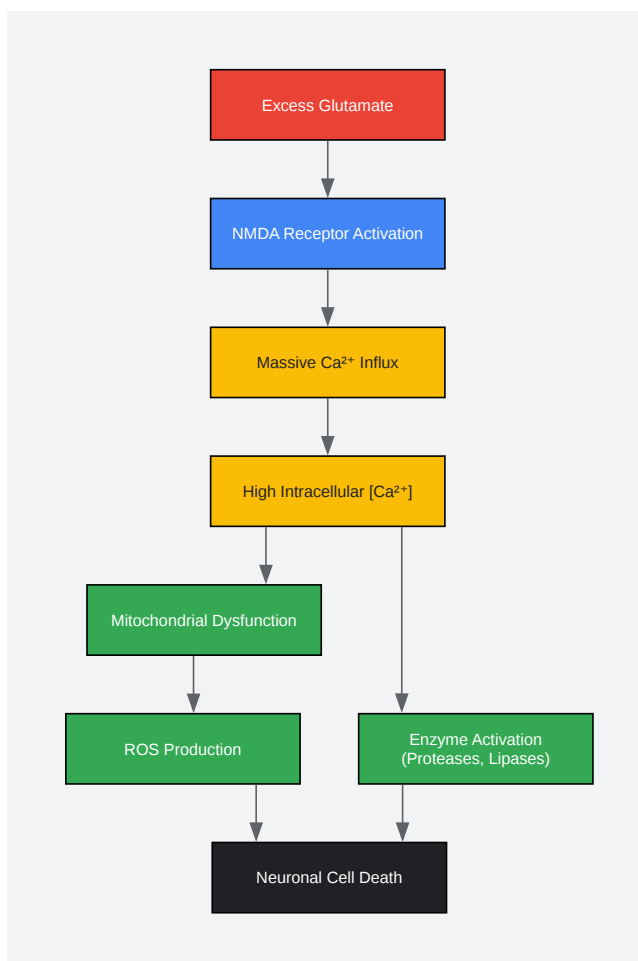 Excess Glutamate
NMDA Receptor Activation
Massive Ca²⁺ Influx
High Intracellular [Ca²⁺]
Mitochondrial Dysfunction
ROS Production
Enzyme Activation
(Proteases, Lipases)
Neuronal Cell Death